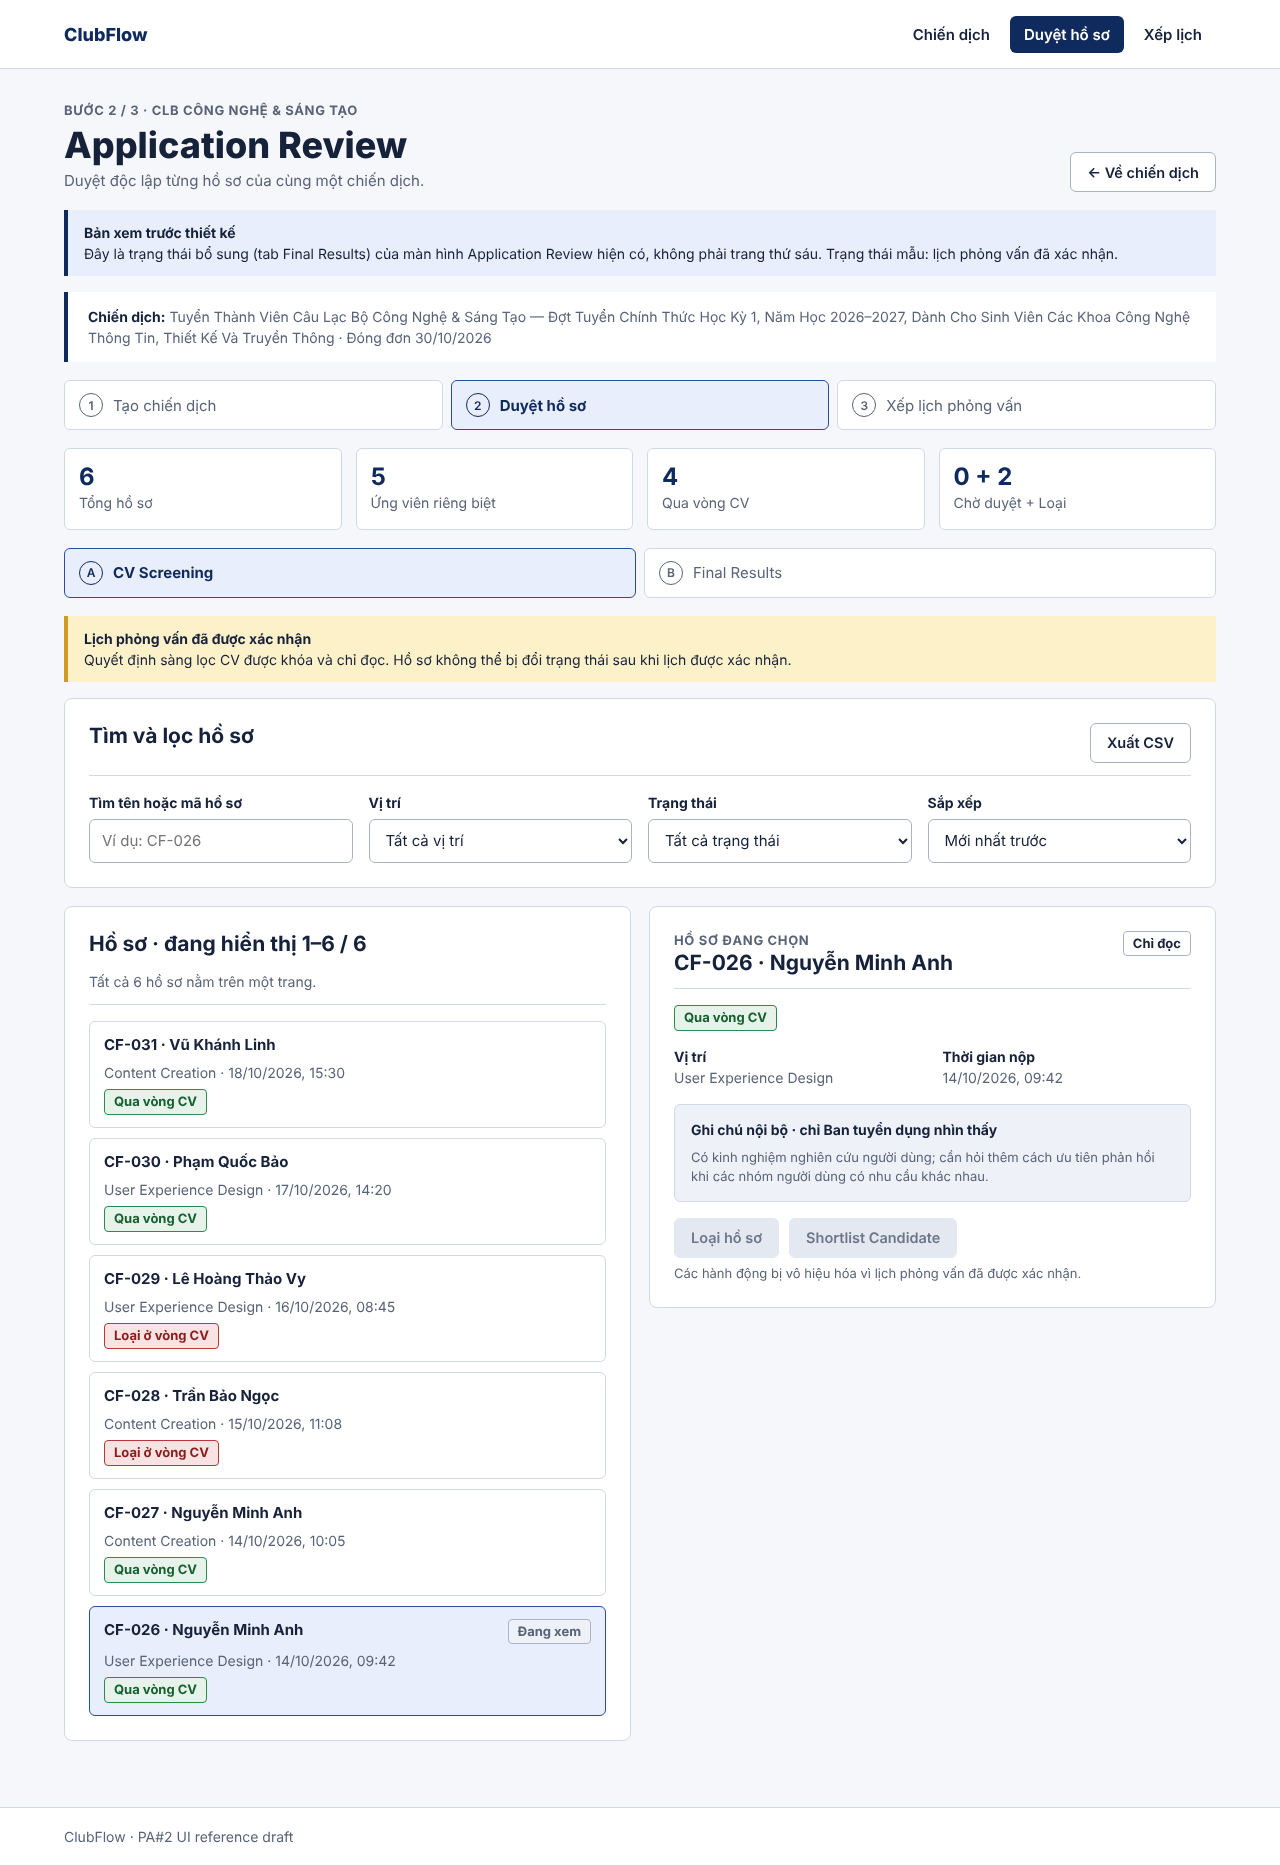 ClubFlow
Chiến dịch
Duyệt hồ sơ
Xếp lịch
BƯỚC 2 / 3 · CLB CÔNG NGHỆ & SÁNG TẠO
Application Review
Duyệt độc lập từng hồ sơ của cùng một chiến dịch.
← Về chiến dịch
Bản xem trước thiết kế
Đây là trạng thái bổ sung (tab Final Results) của màn hình Application Review hiện có, không phải trang thứ sáu. Trạng thái mẫu: lịch phỏng vấn đã xác nhận.
Chiến dịch: Tuyển Thành Viên Câu Lạc Bộ Công Nghệ & Sáng Tạo — Đợt Tuyển Chính Thức Học Kỳ 1, Năm Học 2026–2027, Dành Cho Sinh Viên Các Khoa Công Nghệ
Thông Tin, Thiết Kế Và Truyền Thông · Đóng đơn 30/10/2026
1 Tạo chiến dịch
2 Duyệt hồ sơ
3 Xếp lịch phỏng vấn
6
Tổng hồ sơ
5
Ứng viên riêng biệt
4
Qua vòng CV
0 + 2
Chờ duyệt + Loại
A CV Screening
B Final Results
Lịch phỏng vấn đã được xác nhận
Quyết định sàng lọc CV được khóa và chỉ đọc. Hồ sơ không thể bị đổi trạng thái sau khi lịch được xác nhận.
Tìm và lọc hồ sơ
Xuất CSV
Tìm tên hoặc mã hồ sơ
Ví dụ: CF-026
Vị trí
Tất cả vị trí
Trạng thái
Tất cả trạng thái
Sắp xếp
Mới nhất trước
Hồ sơ · đang hiển thị 1–6 / 6
Tất cả 6 hồ sơ nằm trên một trang.
CF-031 · Vũ Khánh Linh
Content Creation · 18/10/2026, 15:30
Qua vòng CV
CF-030 · Phạm Quốc Bảo
User Experience Design · 17/10/2026, 14:20
Qua vòng CV
CF-029 · Lê Hoàng Thảo Vy
User Experience Design · 16/10/2026, 08:45
Loại ở vòng CV
CF-028 · Trần Bảo Ngọc
Content Creation · 15/10/2026, 11:08
Loại ở vòng CV
CF-027 · Nguyễn Minh Anh
Content Creation · 14/10/2026, 10:05
Qua vòng CV
CF-026 · Nguyễn Minh Anh
Đang xem
User Experience Design · 14/10/2026, 09:42
Qua vòng CV
HỒ SƠ ĐANG CHỌN
CF-026 · Nguyễn Minh Anh
Chỉ đọc
Qua vòng CV
Vị trí
User Experience Design
Thời gian nộp
14/10/2026, 09:42
Ghi chú nội bộ · chỉ Ban tuyển dụng nhìn thấy
Có kinh nghiệm nghiên cứu người dùng; cần hỏi thêm cách ưu tiên phản hồi
khi các nhóm người dùng có nhu cầu khác nhau.
Loại hồ sơ
Shortlist Candidate
Các hành động bị vô hiệu hóa vì lịch phỏng vấn đã được xác nhận.
ClubFlow · PA#2 UI reference draft